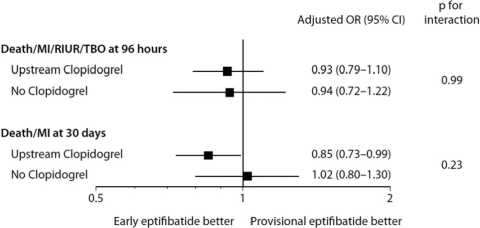 Adjusted OR (95% CI)
p for
interaction
Death/MI/RIUR/TBO at 96 hours
Upstream Clopidogrel 0.93 (0.79–1.10)
0.99
No Clopidogrel 0.94 (0.72–1.22)
Death/MI at 30 days
Upstream Clopidogrel 0.85 (0.73–0.99)
0.23
No Clopidogrel 1.02 (0.80–1.30)
0.5 1 2
Early eptifibatide better Provisional eptifibatide better